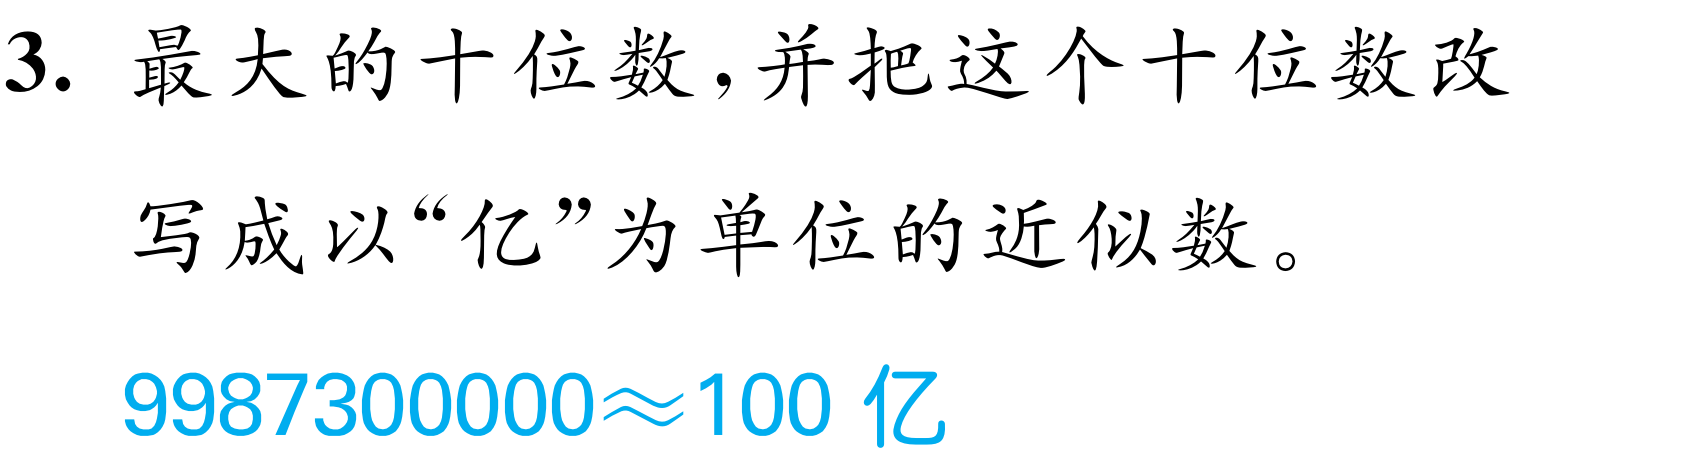 3. 最大的十位数,并把这个十位数改
写成以“亿”为单位的近似数。
9987300000≈100 亿